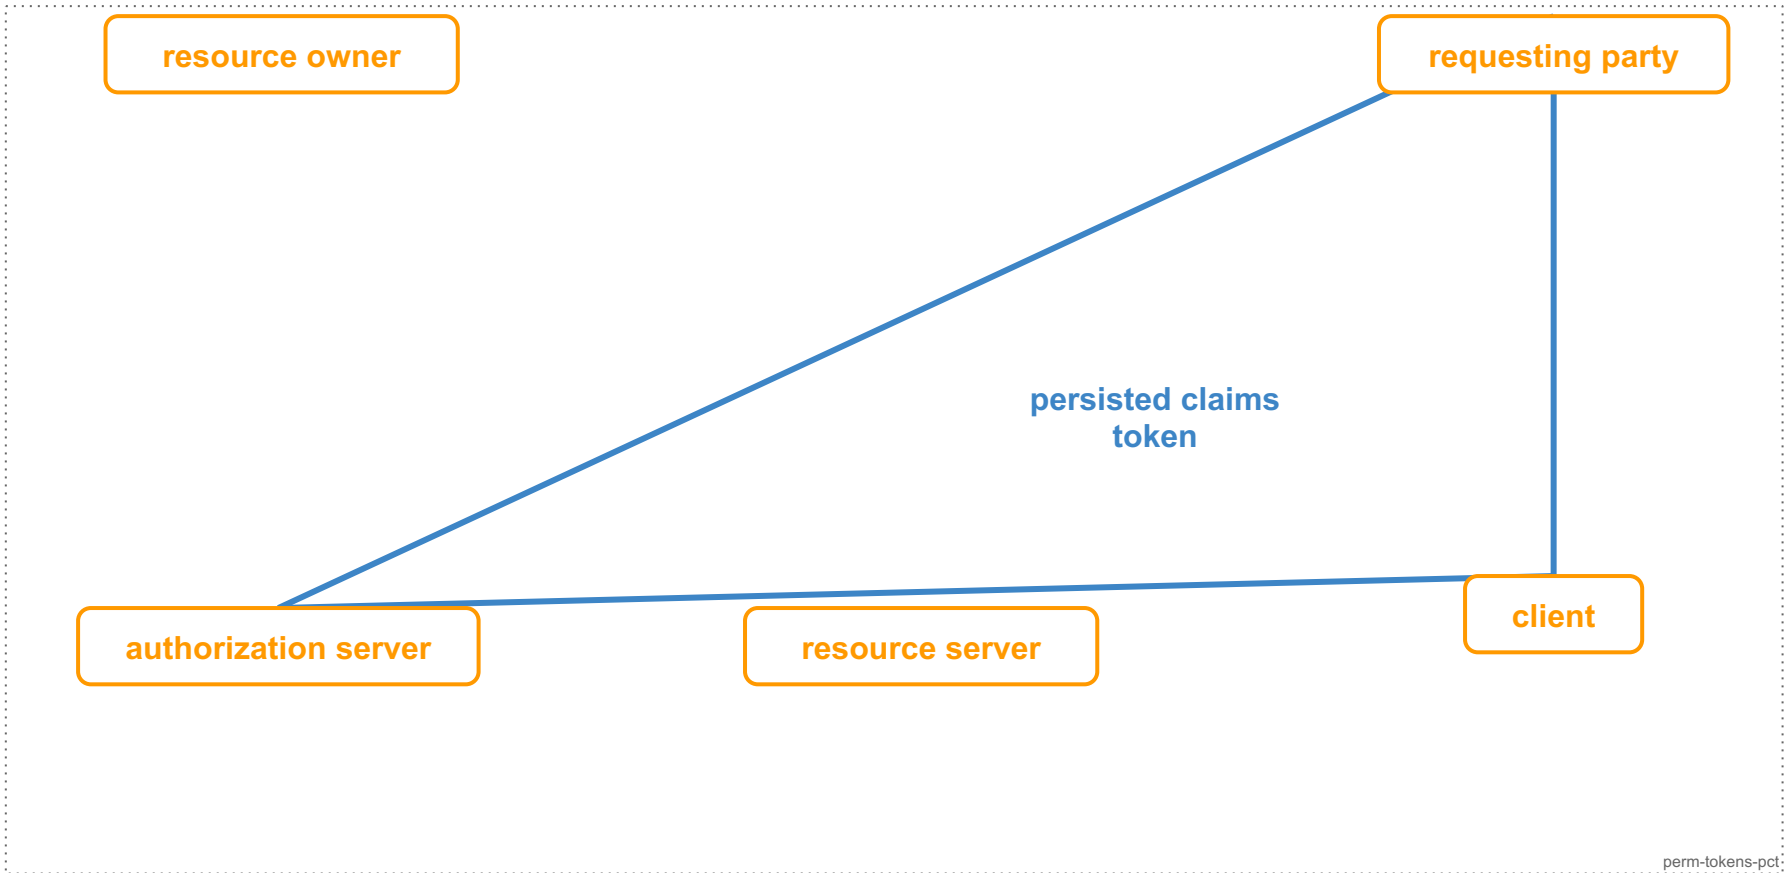 resource owner
requesting party
persisted claims
token
authorization server
resource server
client
perm-tokens-pct